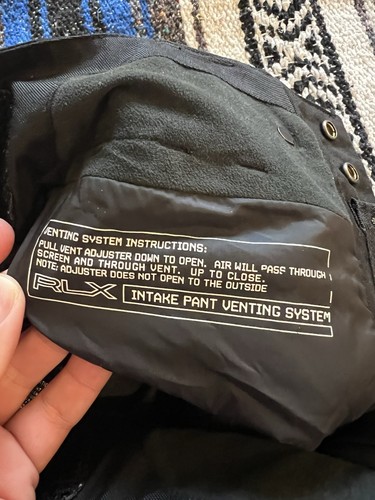 VENTING SYSTEM INSTRUCTIONS:
PULL VENT ADJUSTER DOWN TO OPEN. AIR WILL PASS THROUGH
SCREEN AND THROUGH VENT. UP TO CLOSE.
NOTE: ADJUSTER DOES NOT OPEN TO THE OUTSIDE
RLX INTAKE PANT VENTING SYSTEM